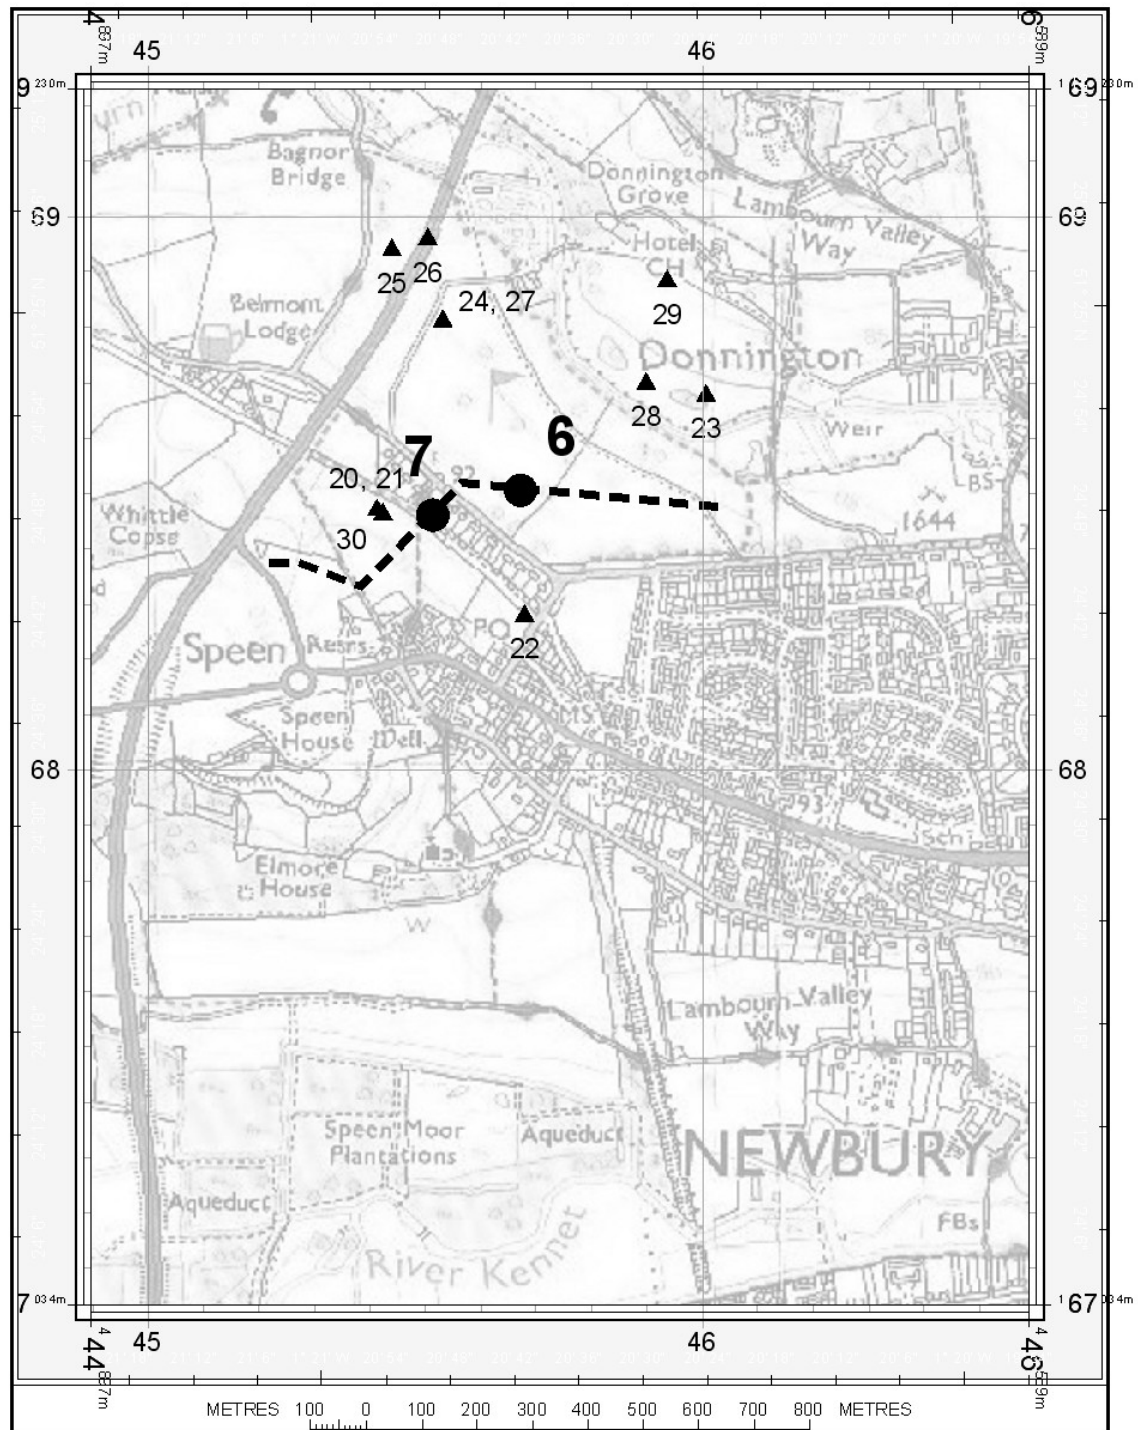 45
46
Bagnor
Bridge
Donnington
Grove
Lambourn Valley
Way
69
69
Hotel
CH
25
26
24, 27
29
Belmont
Lodge
Donnington
28
23
Weir
7
6
92
20, 21
BS
30
1644
Whittle
Copse
Speen
Resrs
PO
22
Speen
House
Well
MS
68
68
93
Sch
Elmore
House
W
Lambourn Valley
Way
Speen Moor
Plantations
Aqueduct
NEWBURY
Aqueduct
FBs
River Kennet
45
46
METRES 100 0 100 200 300 400 500 600 700 800 METRES